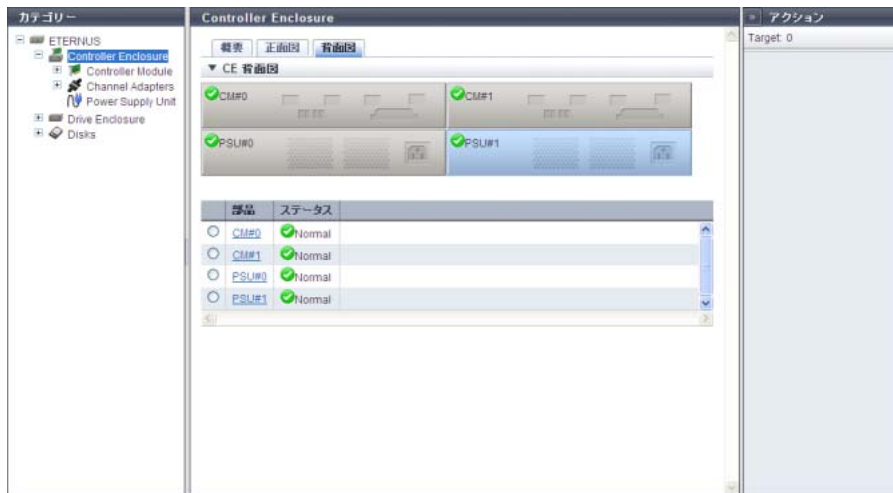 カテゴリー
ETERNUS
Controller Enclosure
Controller Module
Channel Adapters
Power Supply Unit
Drive Enclosure
Disks
Controller Enclosure
概要 正面図 背面図
▼ CE 背面図
CM#0 CM#1
PSU#0 PSU#1
部品 ステータス
CM#0 Normal
CM#1 Normal
PSU#0 Normal
PSU#1 Normal
» アクション
Target: 0